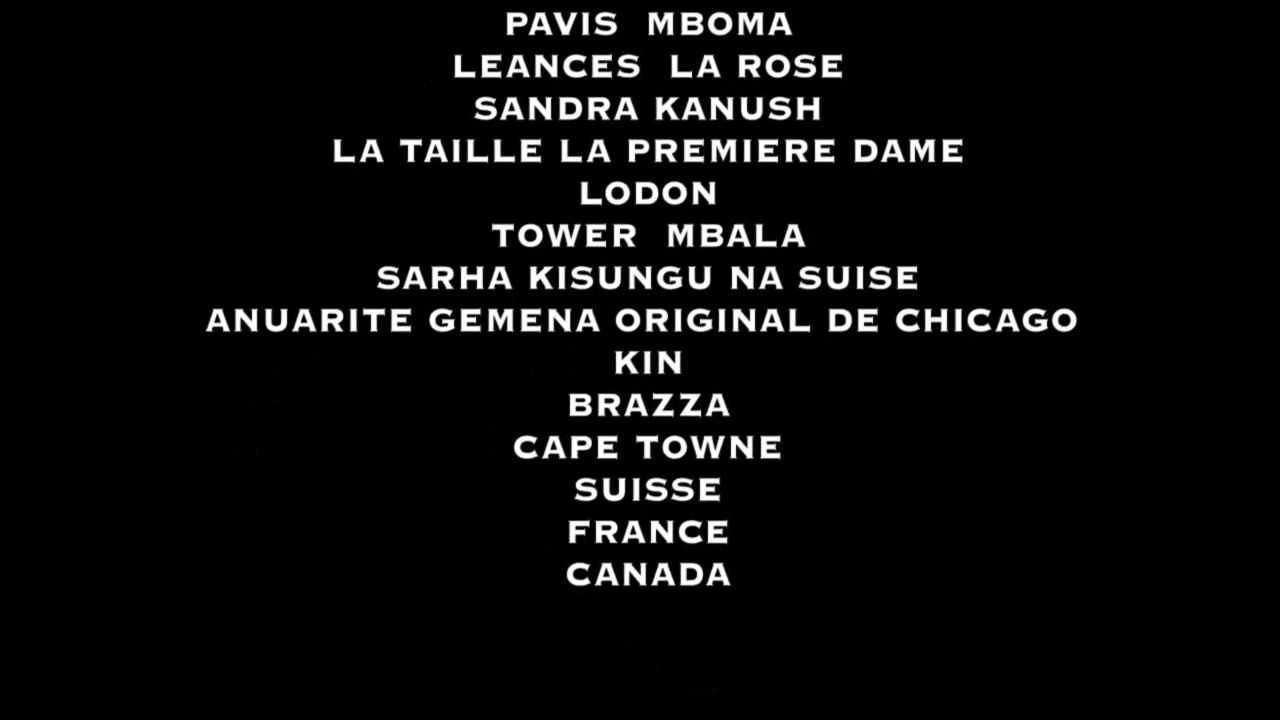 PAVIS MBOMA
LEANCES LA ROSE
SANDRA KANUSH
LA TAILLE LA PREMIERE DAME
LODON
TOWER MBALA
SARHA KISUNGU NA SUISE
ANUARITE GEMENA ORIGINAL DE CHICAGO
KIN
BRAZZA
CAPE TOWNE
SUISSE
FRANCE
CANADA